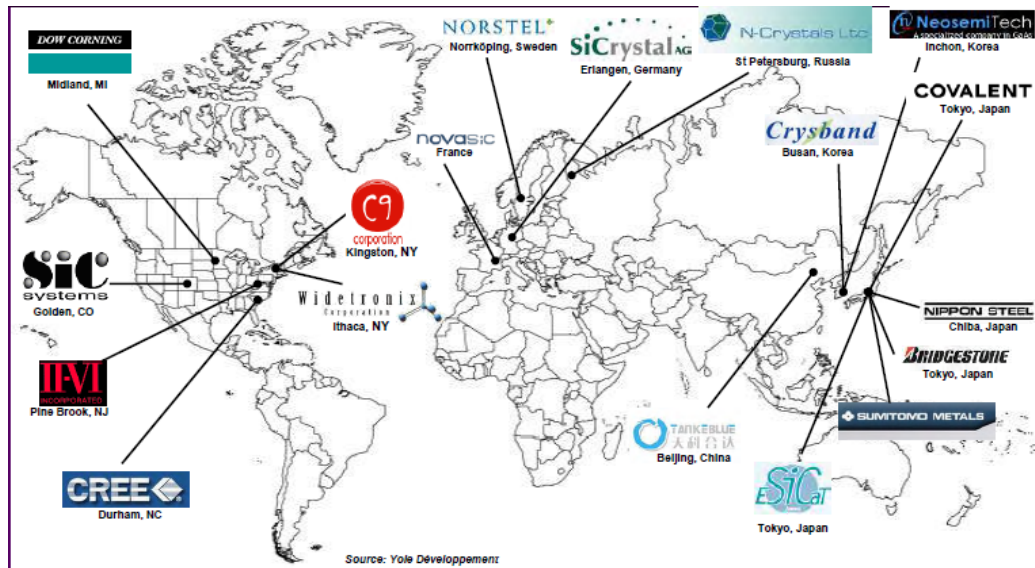 DOW CORNING
Midland, MI
NORSTEL
Norrköping, Sweden
SiCrystal AG
Erlangen, Germany
N-Crystals Ltd
St Petersburg, Russia
NeosemiTech
A specialized company in GaAs
Inchon, Korea
COVALENT
Tokyo, Japan
novasic
France
Crysband
Busan, Korea
C9
corporation
Kingston, NY
SiC
systems
Golden, CO
Widetronix
Corporation
Ithaca, NY
NIPPON STEEL
Chiba, Japan
BRIDGESTONE
Tokyo, Japan
II-VI
INCORPORATED
Pine Brook, NJ
SUMITOMO METALS
TANKEBLUE
天科合达
Beijing, China
CREE
Durham, NC
ESiCaT
Tokyo, Japan
Source: Yole Développement